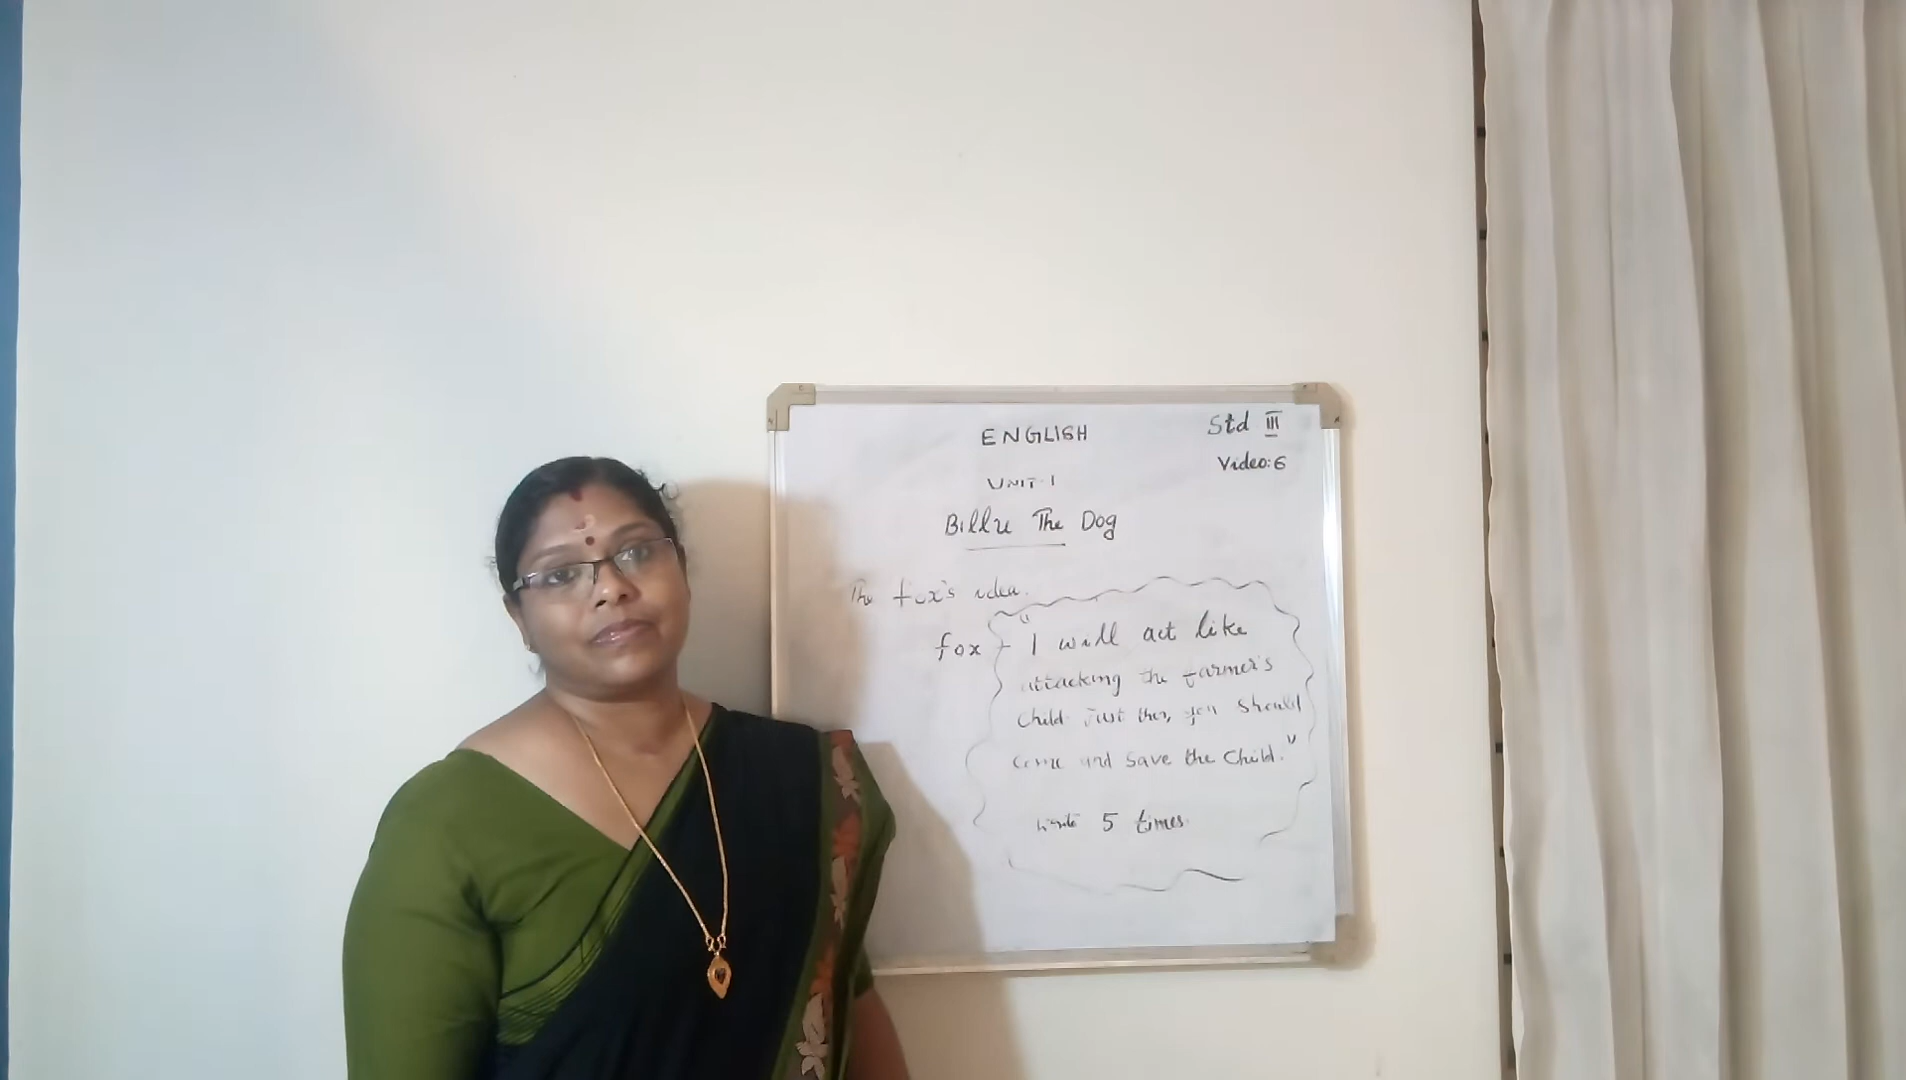 ENGLISH
Std III
Video:6
UNIT-1
Billu The Dog
The fox's idea.
fox - "I will act like
attacking the farmer's
child. Just then, you should
come and save the child."
write 5 times.